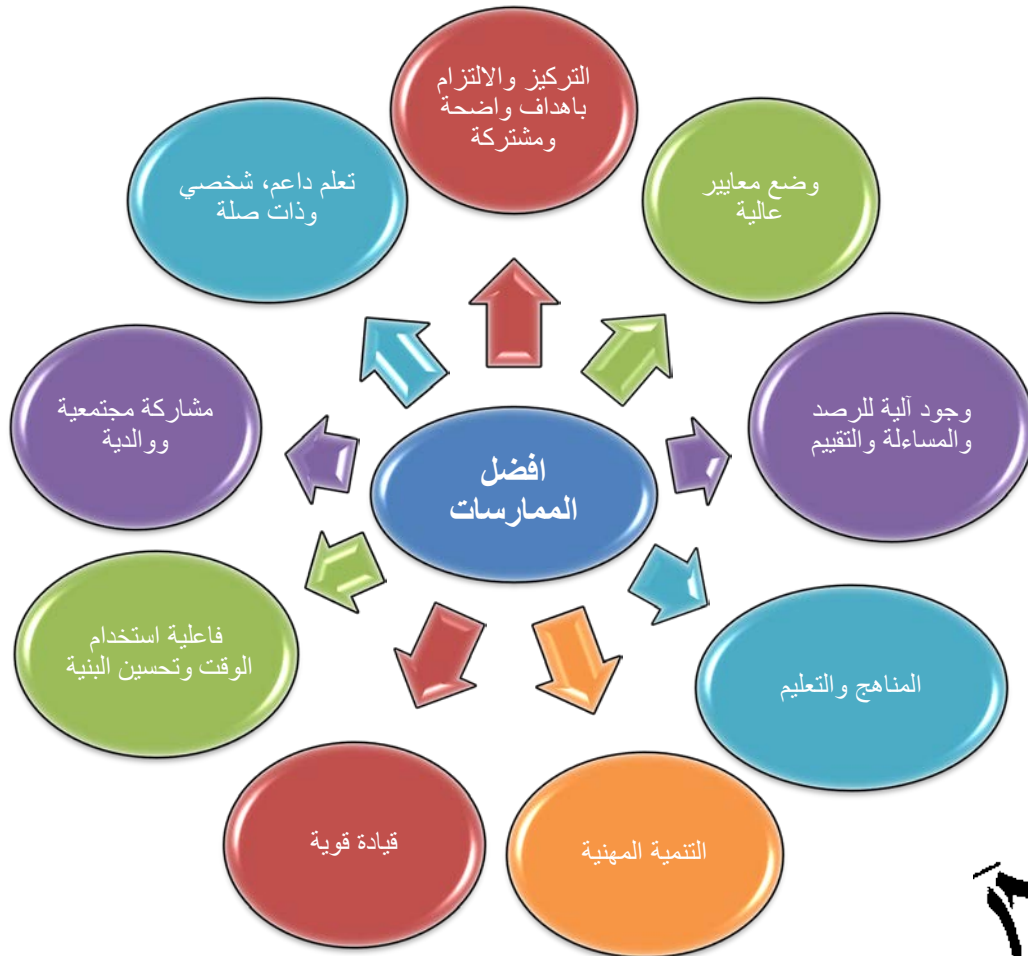 التركيز والالتزام
باهداف واضحة
ومشتركة
وضع معايير
عالية
وجود آلية للرصد
والمساءلة والتقييم
المناهج والتعليم
التنمية المهنية
قيادة قوية
فاعلية استخدام
الوقت وتحسين البنية
مشاركة مجتمعية
ووالدية
تعلم داعم، شخصي
وذات صلة
افضل
الممارسات